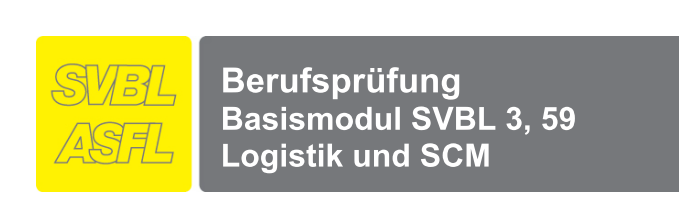 SVBL
ASFL
Berufsprüfung
Basismodul SVBL 3, 59
Logistik und SCM